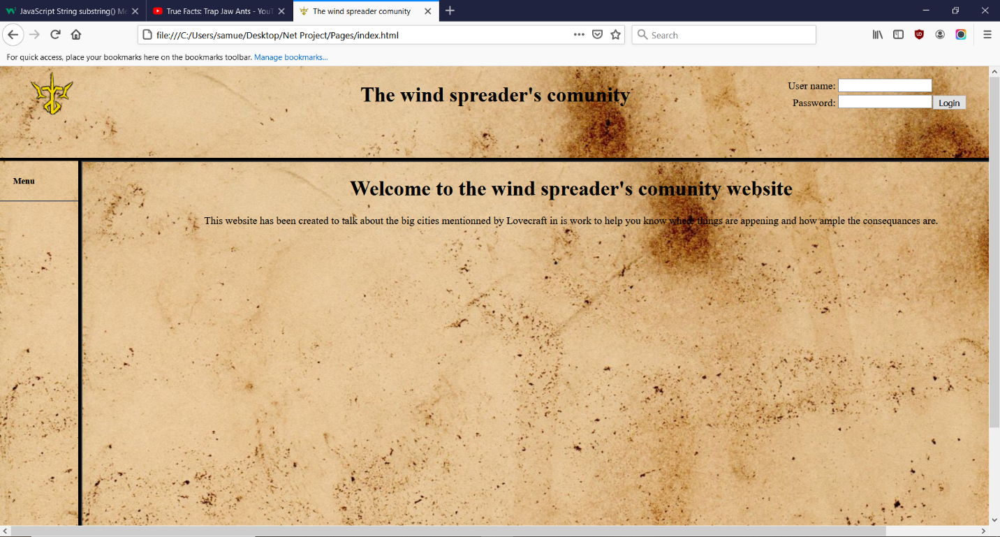 JavaScript String substring() Me
True Facts: Trap Jaw Ants - YouT
The wind spreader comunity
file:///C:/Users/samue/Desktop/Net Project/Pages/index.html
Search
For quick access, place your bookmarks here on the bookmarks toolbar. Manage bookmarks...
The wind spreader's comunity
User name:
Password:
Login
Menu
Welcome to the wind spreader's comunity website
This website has been created to talk about the big cities mentionned by Lovecraft in is work to help you know where things are appening and how ample the consequances are.